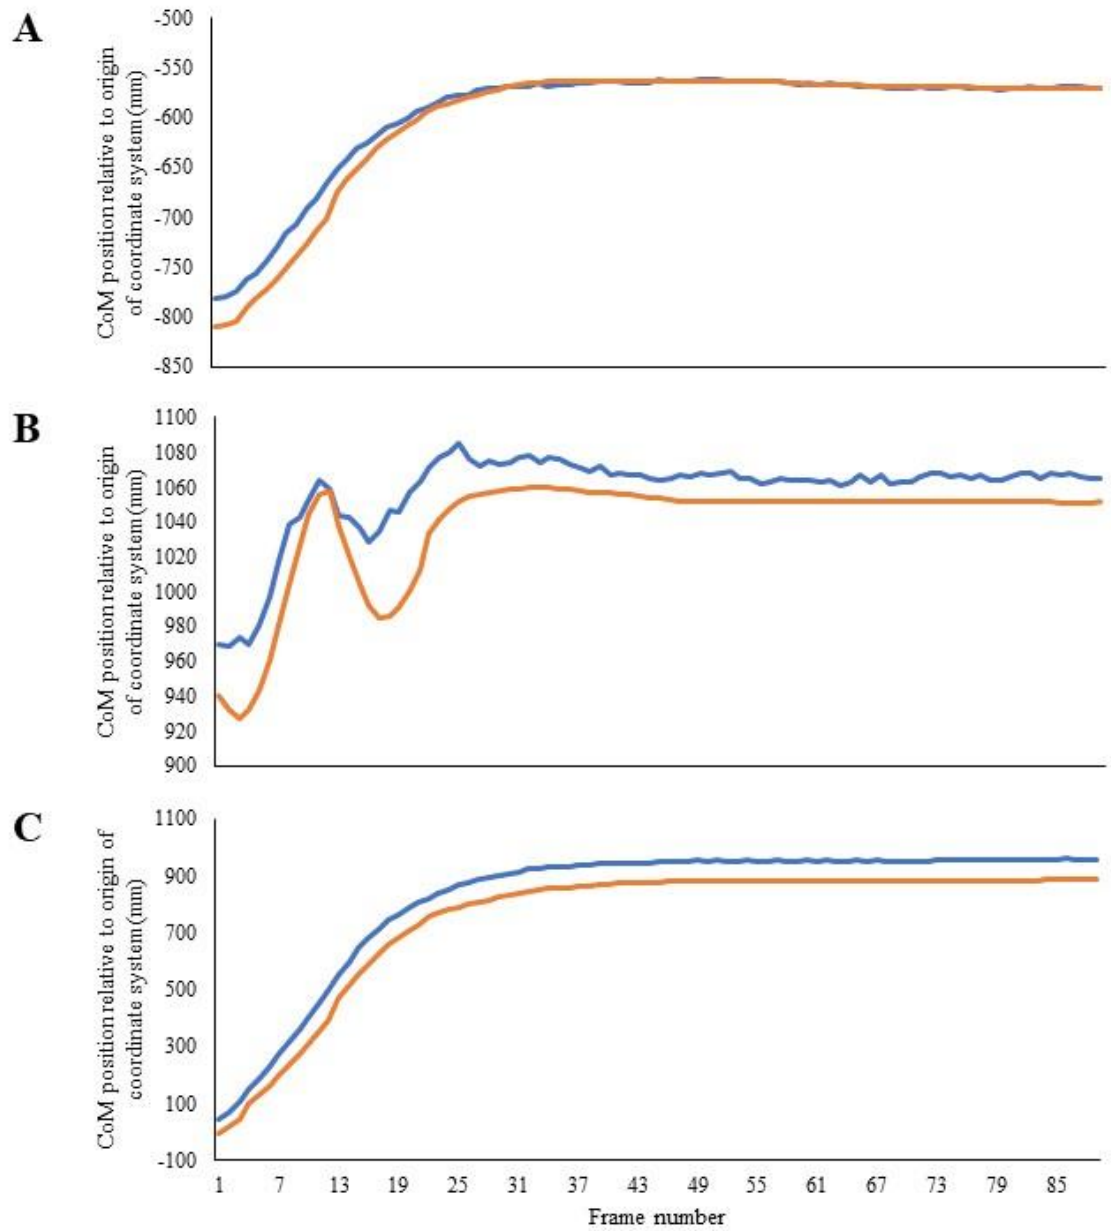 A
CoM position relative to origin
of coordinate system (mm)
-500
-550
-600
-650
-700
-750
-800
-850
B
CoM position relative to origin
of coordinate system (mm)
1100
1080
1060
1040
1020
1000
980
960
940
920
900
C
CoM position relative to origin of
coordinate system (mm)
1100
900
700
500
300
100
-100
1 7 13 19 25 31 37 43 49 55 61 67 73 79 85
Frame number